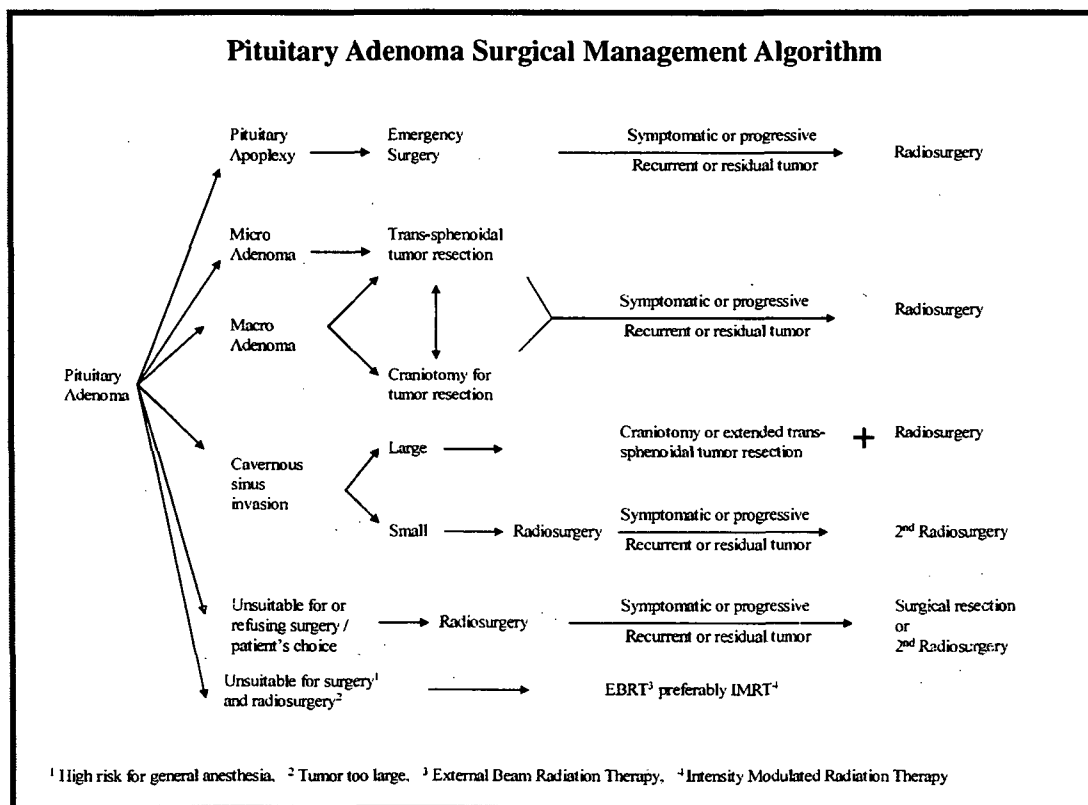 Pituitary Adenoma Surgical Management Algorithm
Pituitary
Apoplexy
Emergency
Surgery
Symptomatic or progressive
Recurrent or residual tumor
Radiosurgery
Micro
Adenoma
Trans-sphenoidal
tumor resection
Macro
Adenoma
Craniotomy for
tumor resection
Symptomatic or progressive
Recurrent or residual tumor
Radiosurgery
Pituitary
Adenoma
Cavernous
sinus
invasion
Large
Craniotomy or extended trans-
sphenoidal tumor resection
+
Radiosurgery
Small
Radiosurgery
Symptomatic or progressive
Recurrent or residual tumor
2nd Radiosurgery
Unsuitable for or
refusing surgery /
patient's choice
Radiosurgery
Symptomatic or progressive
Recurrent or residual tumor
Surgical resection
or
2nd Radiosurgery
Unsuitable for surgery1
and radiosurgery2
EBRT3 preferably IMRT4
1 High risk for general anesthesia, 2 Tumor too large, 3 External Beam Radiation Therapy, 4 Intensity Modulated Radiation Therapy